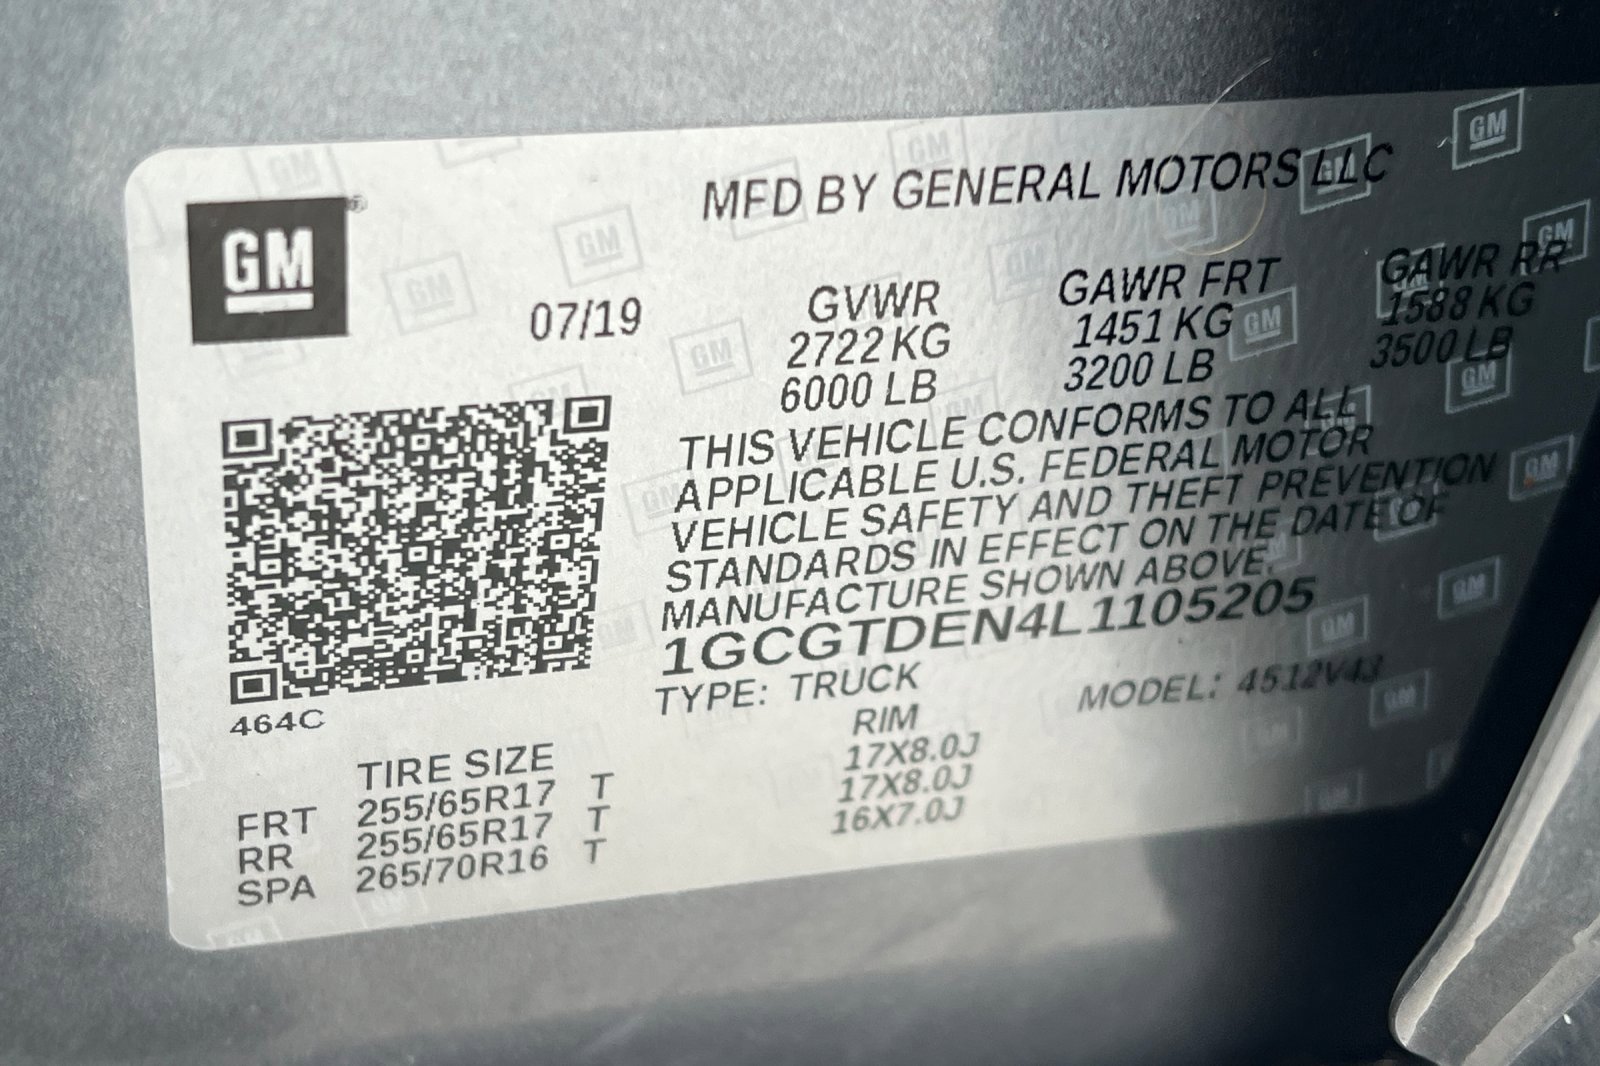 GM
MFD BY GENERAL MOTORS LLC
07/19
GVWR GAWR FRT GAWR RR
2722 KG 1451 KG 1588 KG
6000 LB 3200 LB 3500 LB
THIS VEHICLE CONFORMS TO ALL
APPLICABLE U.S. FEDERAL MOTOR
VEHICLE SAFETY AND THEFT PREVENTION
STANDARDS IN EFFECT ON THE DATE OF
MANUFACTURE SHOWN ABOVE.
1GCGTDEN4L1105205
TYPE: TRUCK MODEL: 4512V43
464C
TIRE SIZE RIM
FRT 255/65R17 T 17X8.0J
RR 255/65R17 T 17X8.0J
SPA 265/70R16 T 16X7.0J